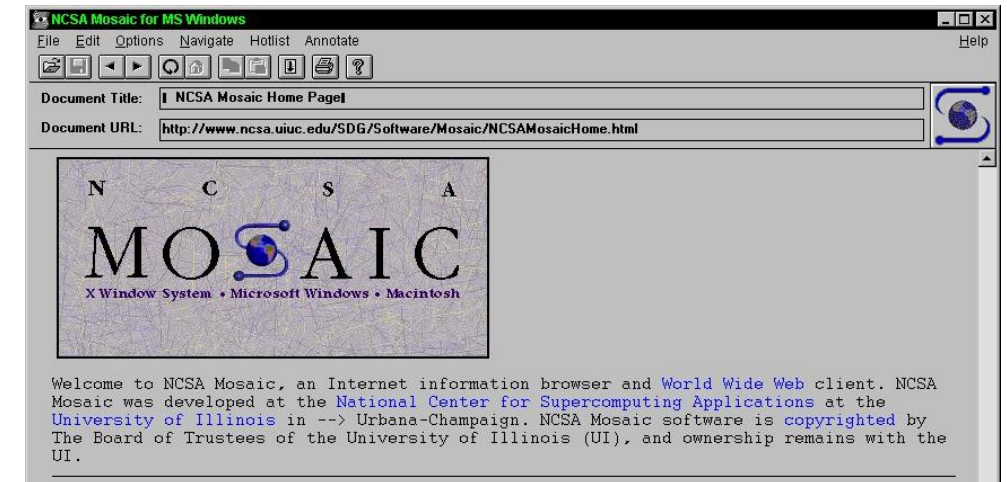 NCSA Mosaic for MS Windows
File Edit Options Navigate Hotlist Annotate Help
Document Title: NCSA Mosaic Home Page
Document URL: http://www.ncsa.uiuc.edu/SDG/Software/Mosaic/NCSAMosaicHome.html
N C S A
MOSAIC
X Window System • Microsoft Windows • Macintosh
Welcome to NCSA Mosaic, an Internet information browser and World Wide Web client. NCSA
Mosaic was developed at the National Center for Supercomputing Applications at the
University of Illinois in --> Urbana-Champaign. NCSA Mosaic software is copyrighted by
The Board of Trustees of the University of Illinois (UI), and ownership remains with the
UI.